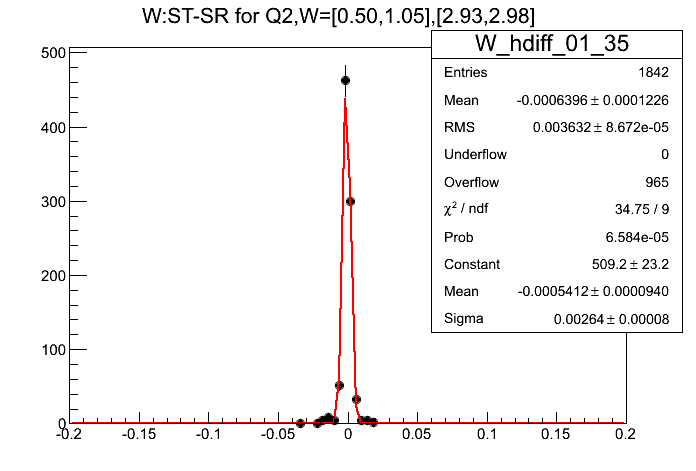 W:ST-SR for Q2,W=[0.50,1.05],[2.93,2.98]
W_hdiff_01_35
Entries 1842
Mean -0.0006396 ± 0.0001226
RMS 0.003632 ± 8.672e-05
Underflow 0
Overflow 965
χ² / ndf 34.75 / 9
Prob 6.584e-05
Constant 509.2 ± 23.2
Mean -0.0005412 ± 0.0000940
Sigma 0.00264 ± 0.00008
500
400
300
200
100
0
-0.2 -0.15 -0.1 -0.05 0 0.05 0.1 0.15 0.2